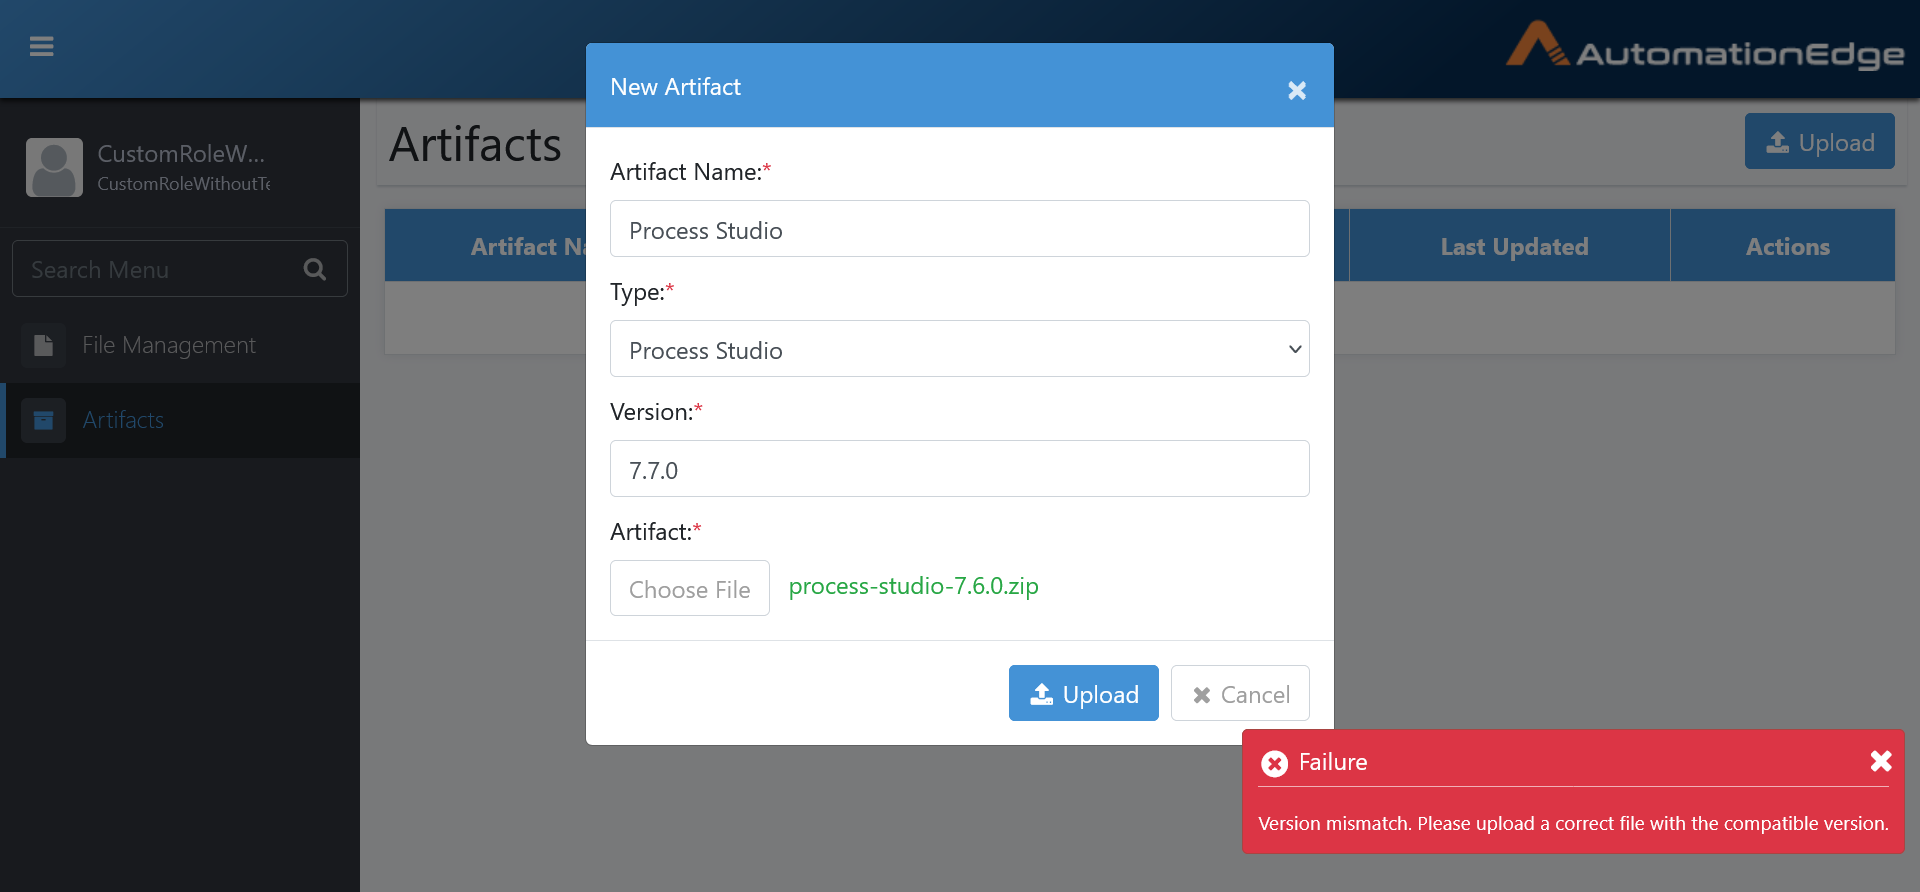 AutomationEdge
CustomRoleW...
CustomRoleWithoutTe
Search Menu
File Management
Artifacts
Artifacts
Upload
Artifact Na
Last Updated
Actions
New Artifact
Artifact Name:*
Process Studio
Type:*
Process Studio
Version:*
7.7.0
Artifact:*
Choose File process-studio-7.6.0.zip
Upload
Cancel
Failure
Version mismatch. Please upload a correct file with the compatible version.